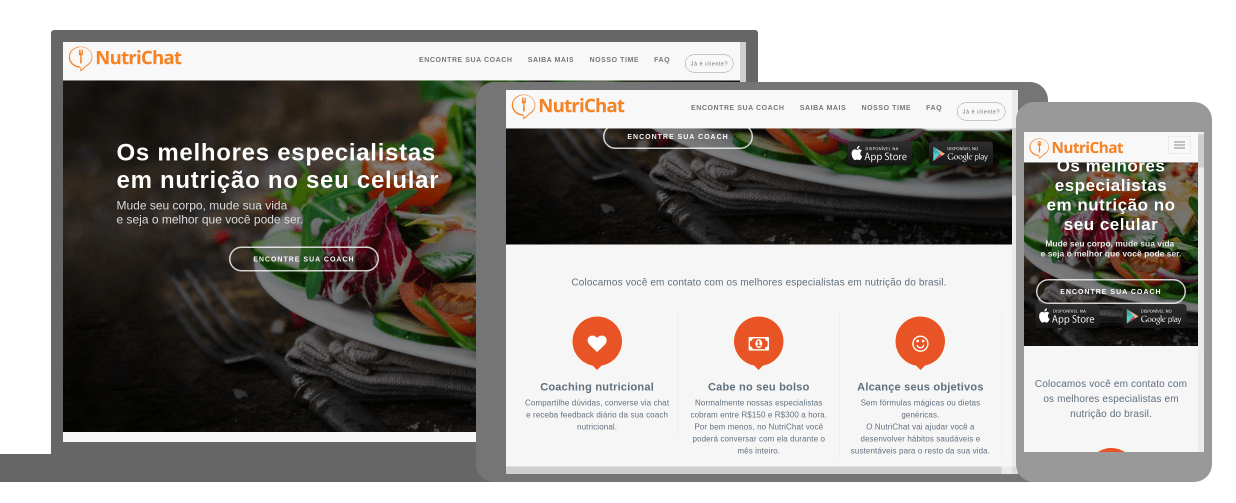 NutriChat
ENCONTRE SUA COACH SAIBA MAIS NOSSO TIME FAQ Já é cliente?
Os melhores especialistas
em nutrição no seu celular
Mude seu corpo, mude sua vida
e seja o melhor que você pode ser.
ENCONTRE SUA COACH
NutriChat
ENCONTRE SUA COACH SAIBA MAIS NOSSO TIME FAQ Já é cliente?
ENCONTRE SUA COACH
DISPONÍVEL NA
App Store
DISPONÍVEL NO
Google play
Colocamos você em contato com os melhores especialistas em nutrição do brasil.
Coaching nutricional
Compartilhe dúvidas, converse via chat
e receba feedback diário da sua coach
nutricional.
Cabe no seu bolso
Normalmente nossas especialistas
cobram entre R$150 e R$300 a hora.
Por bem menos, no NutriChat você
poderá conversar com ela durante o
mês inteiro.
Alcançe seus objetivos
Sem fórmulas mágicas ou dietas
genéricas.
O NutriChat vai ajudar você a
desenvolver hábitos saudáveis e
sustentáveis para o resto da sua vida.
NutriChat
Os melhores
especialistas
em nutrição no
seu celular
Mude seu corpo, mude sua vida
e seja o melhor que você pode ser.
ENCONTRE SUA COACH
DISPONÍVEL NA
App Store
DISPONÍVEL NO
Google play
Colocamos você em contato com
os melhores especialistas em
nutrição do brasil.